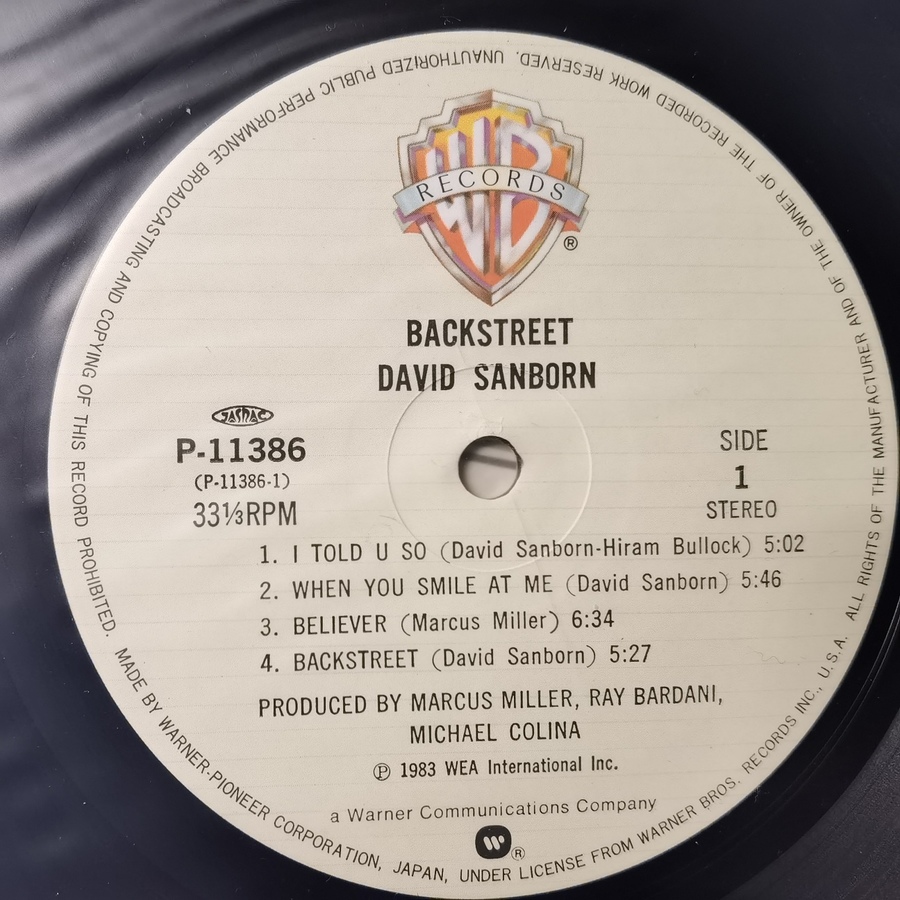 WB
RECORDS
®
BACKSTREET
DAVID SANBORN
JASRAC
P-11386
(P-11386-1)
33⅓RPM
SIDE
1
STEREO
1. I TOLD U SO (David Sanborn-Hiram Bullock) 5:02
2. WHEN YOU SMILE AT ME (David Sanborn) 5:46
3. BELIEVER (Marcus Miller) 6:34
4. BACKSTREET (David Sanborn) 5:27
PRODUCED BY MARCUS MILLER, RAY BARDANI,
MICHAEL COLINA
Ⓟ 1983 WEA International Inc.
a Warner Communications Company
®
MADE BY WARNER-PIONEER CORPORATION, JAPAN, UNDER LICENSE FROM WARNER BROS. RECORDS INC., U.S.A. ALL RIGHTS OF THE MANUFACTURER AND OF THE OWNER OF THE RECORDED WORK RESERVED. UNAUTHORIZED PUBLIC PERFORMANCE BROADCASTING AND COPYING OF THIS RECORD PROHIBITED.